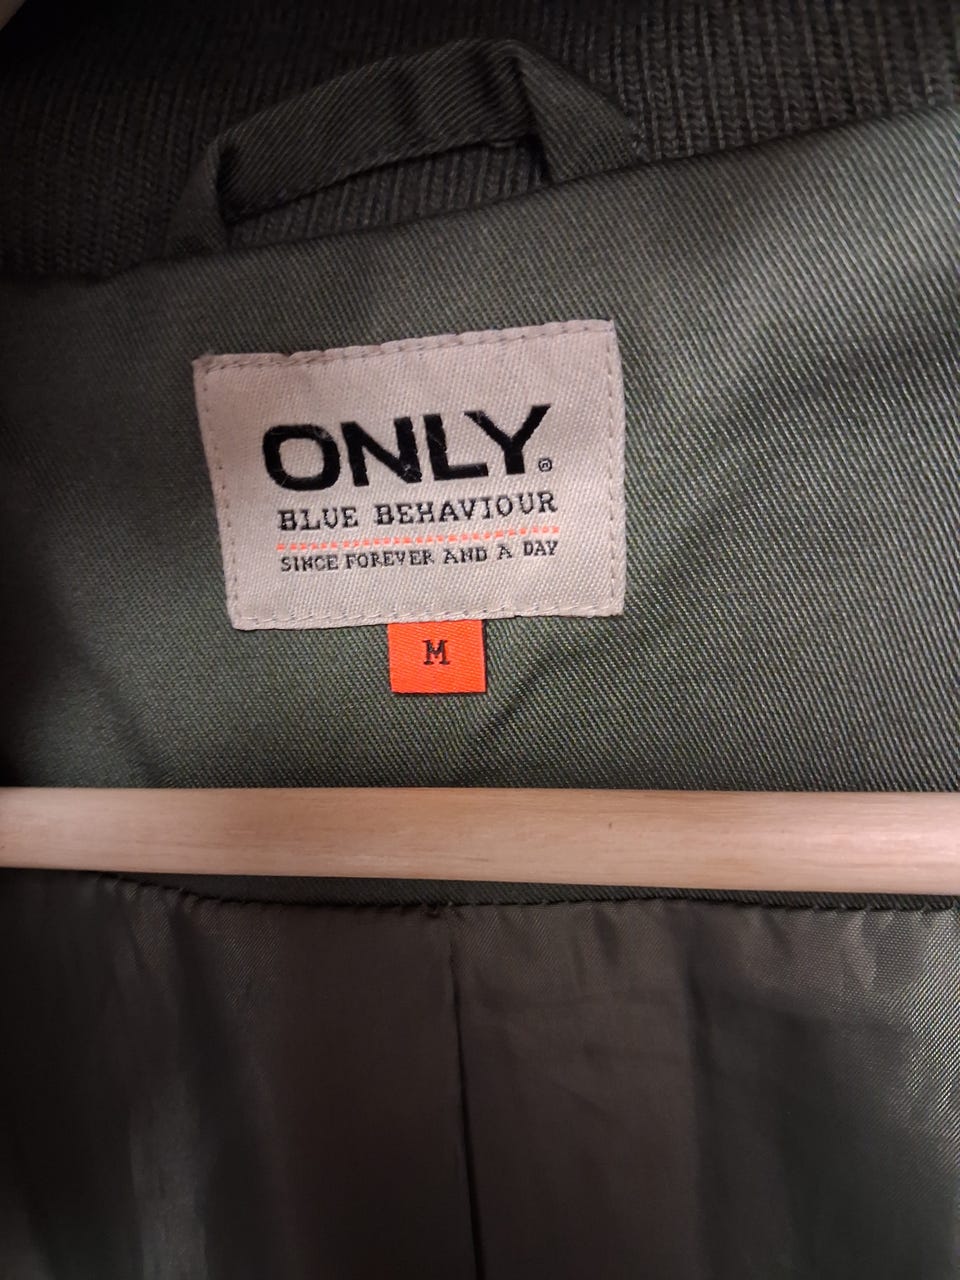 ONLY®
BLUE BEHAVIOUR
SINCE FOREVER AND A DAY
M